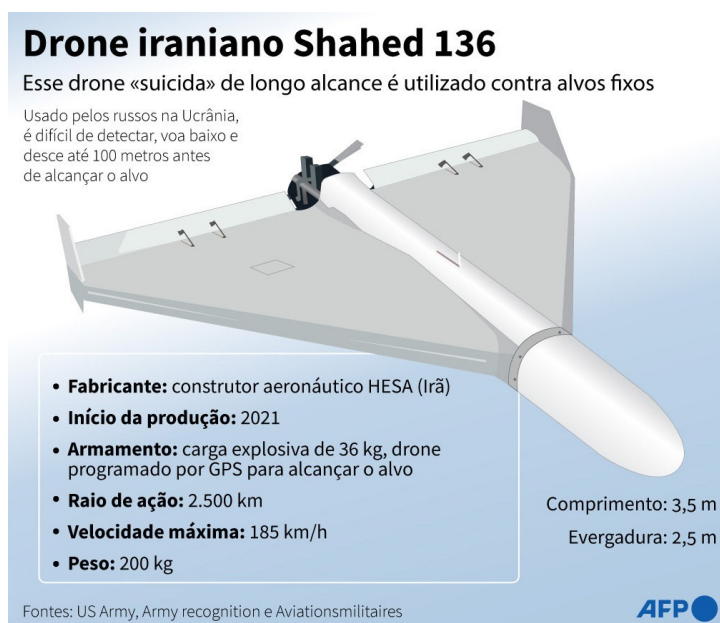 Drone iraniano Shahed 136
Esse drone «suicida» de longo alcance é utilizado contra alvos fixos
Usado pelos russos na Ucrânia,
é difícil de detectar, voa baixo e
desce até 100 metros antes
de alcançar o alvo
• Fabricante: construtor aeronáutico HESA (Irã)
• Início da produção: 2021
• Armamento: carga explosiva de 36 kg, drone
programado por GPS para alcançar o alvo
• Raio de ação: 2.500 km
• Velocidade máxima: 185 km/h
• Peso: 200 kg
Comprimento: 3,5 m
Evergadura: 2,5 m
Fontes: US Army, Army recognition e Aviationsmilitaires
AFP